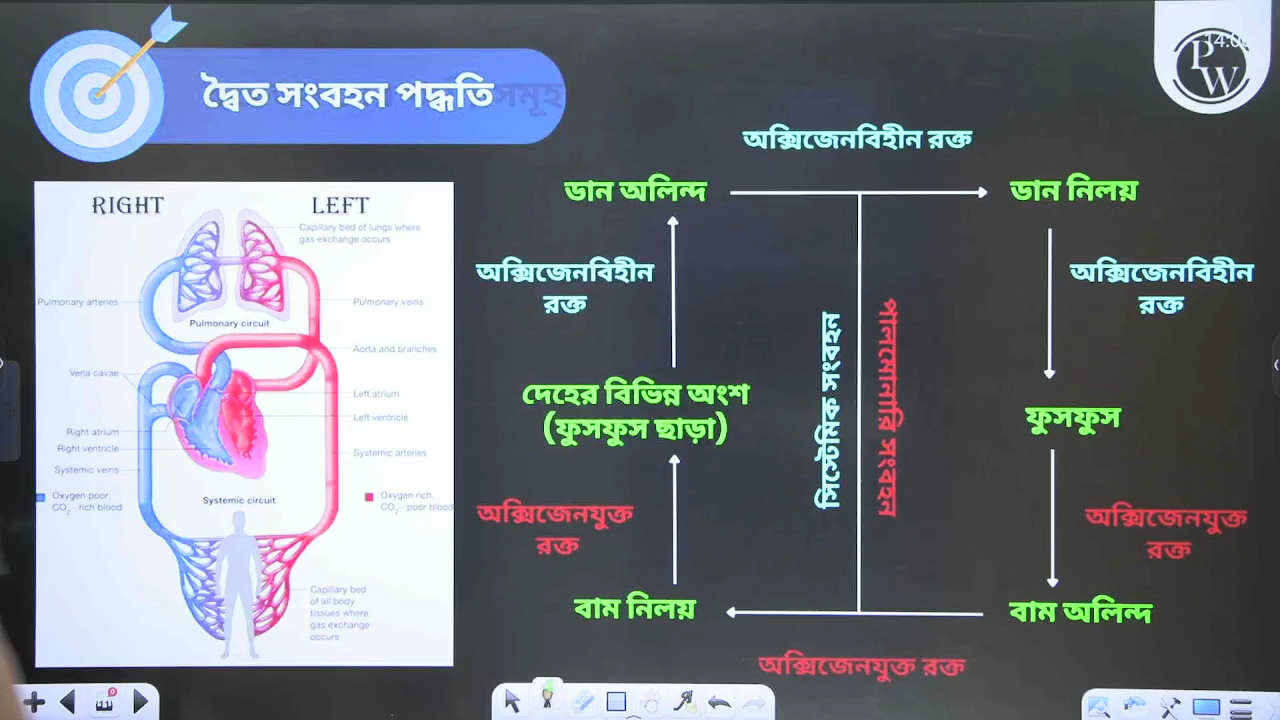 দ্বৈত সংবহন পদ্ধতি
PW
RIGHT
LEFT
Capillary bed of lungs where
gas exchange occurs
Pulmonary arteries
Pulmonary veins
Pulmonary circuit
Aorta and branches
Vena cavae
Left atrium
Left ventricle
Right atrium
Right ventricle
Systemic arteries
Systemic veins
Oxygen poor,
CO2 - rich blood
Systemic circuit
Oxygen rich,
CO2 - poor blood
Capillary bed
of all body
tissues where
gas exchange
occurs
অক্সিজেনবিহীন রক্ত
ডান অলিন্দ
ডান নিলয়
অক্সিজেনবিহীন
রক্ত
অক্সিজেনবিহীন
রক্ত
সিস্টেমিক সংবহন
পালমোনারি সংবহন
দেহের বিভিন্ন অংশ
(ফুসফুস ছাড়া)
ফুসফুস
অক্সিজেনযুক্ত
রক্ত
অক্সিজেনযুক্ত
রক্ত
বাম নিলয়
বাম অলিন্দ
অক্সিজেনযুক্ত রক্ত